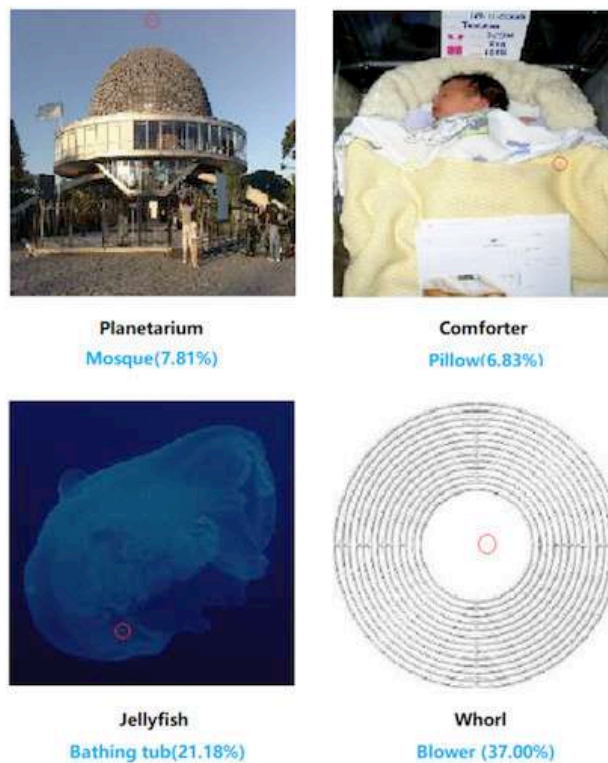 Planetarium
Mosque(7.81%)
Comforter
Pillow(6.83%)
Jellyfish
Bathing tub(21.18%)
Whorl
Blower (37.00%)